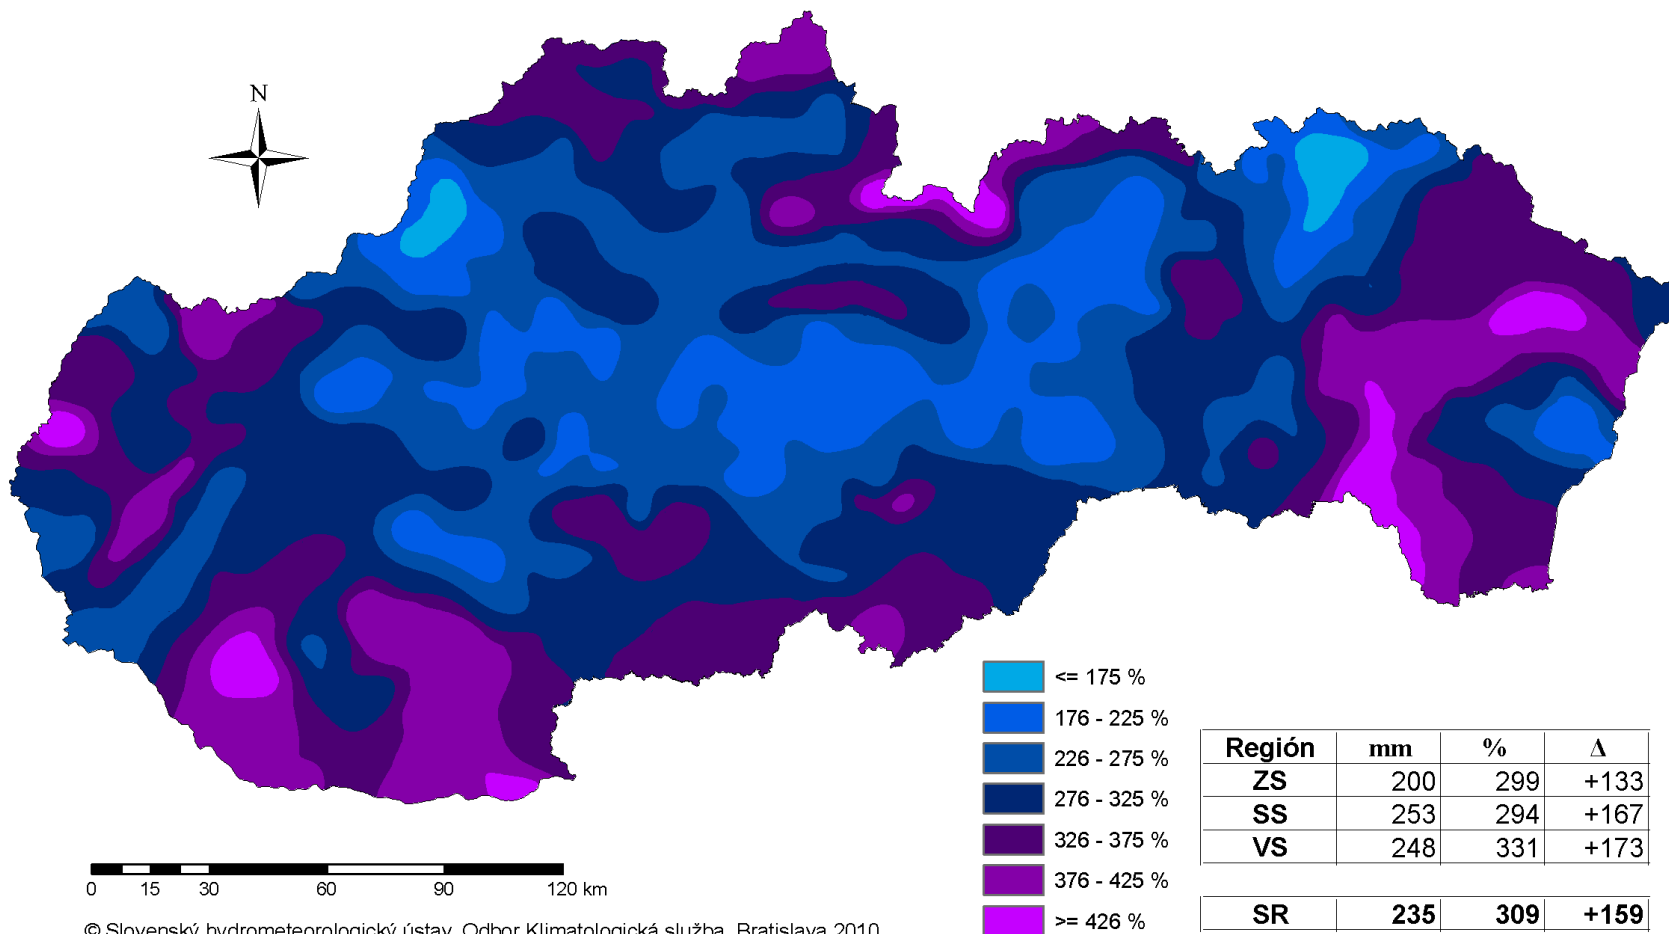 N
<= 175 %
176 - 225 %
226 - 275 %
276 - 325 %
326 - 375 %
376 - 425 %
>= 426 %
Región mm % Δ
ZS 200 299 +133
SS 253 294 +167
VS 248 331 +173
SR 235 309 +159
0 15 30 60 90 120 km
© Slovenský hydrometeorologický ústav, Odbor Klimatologická služba, Bratislava 2010